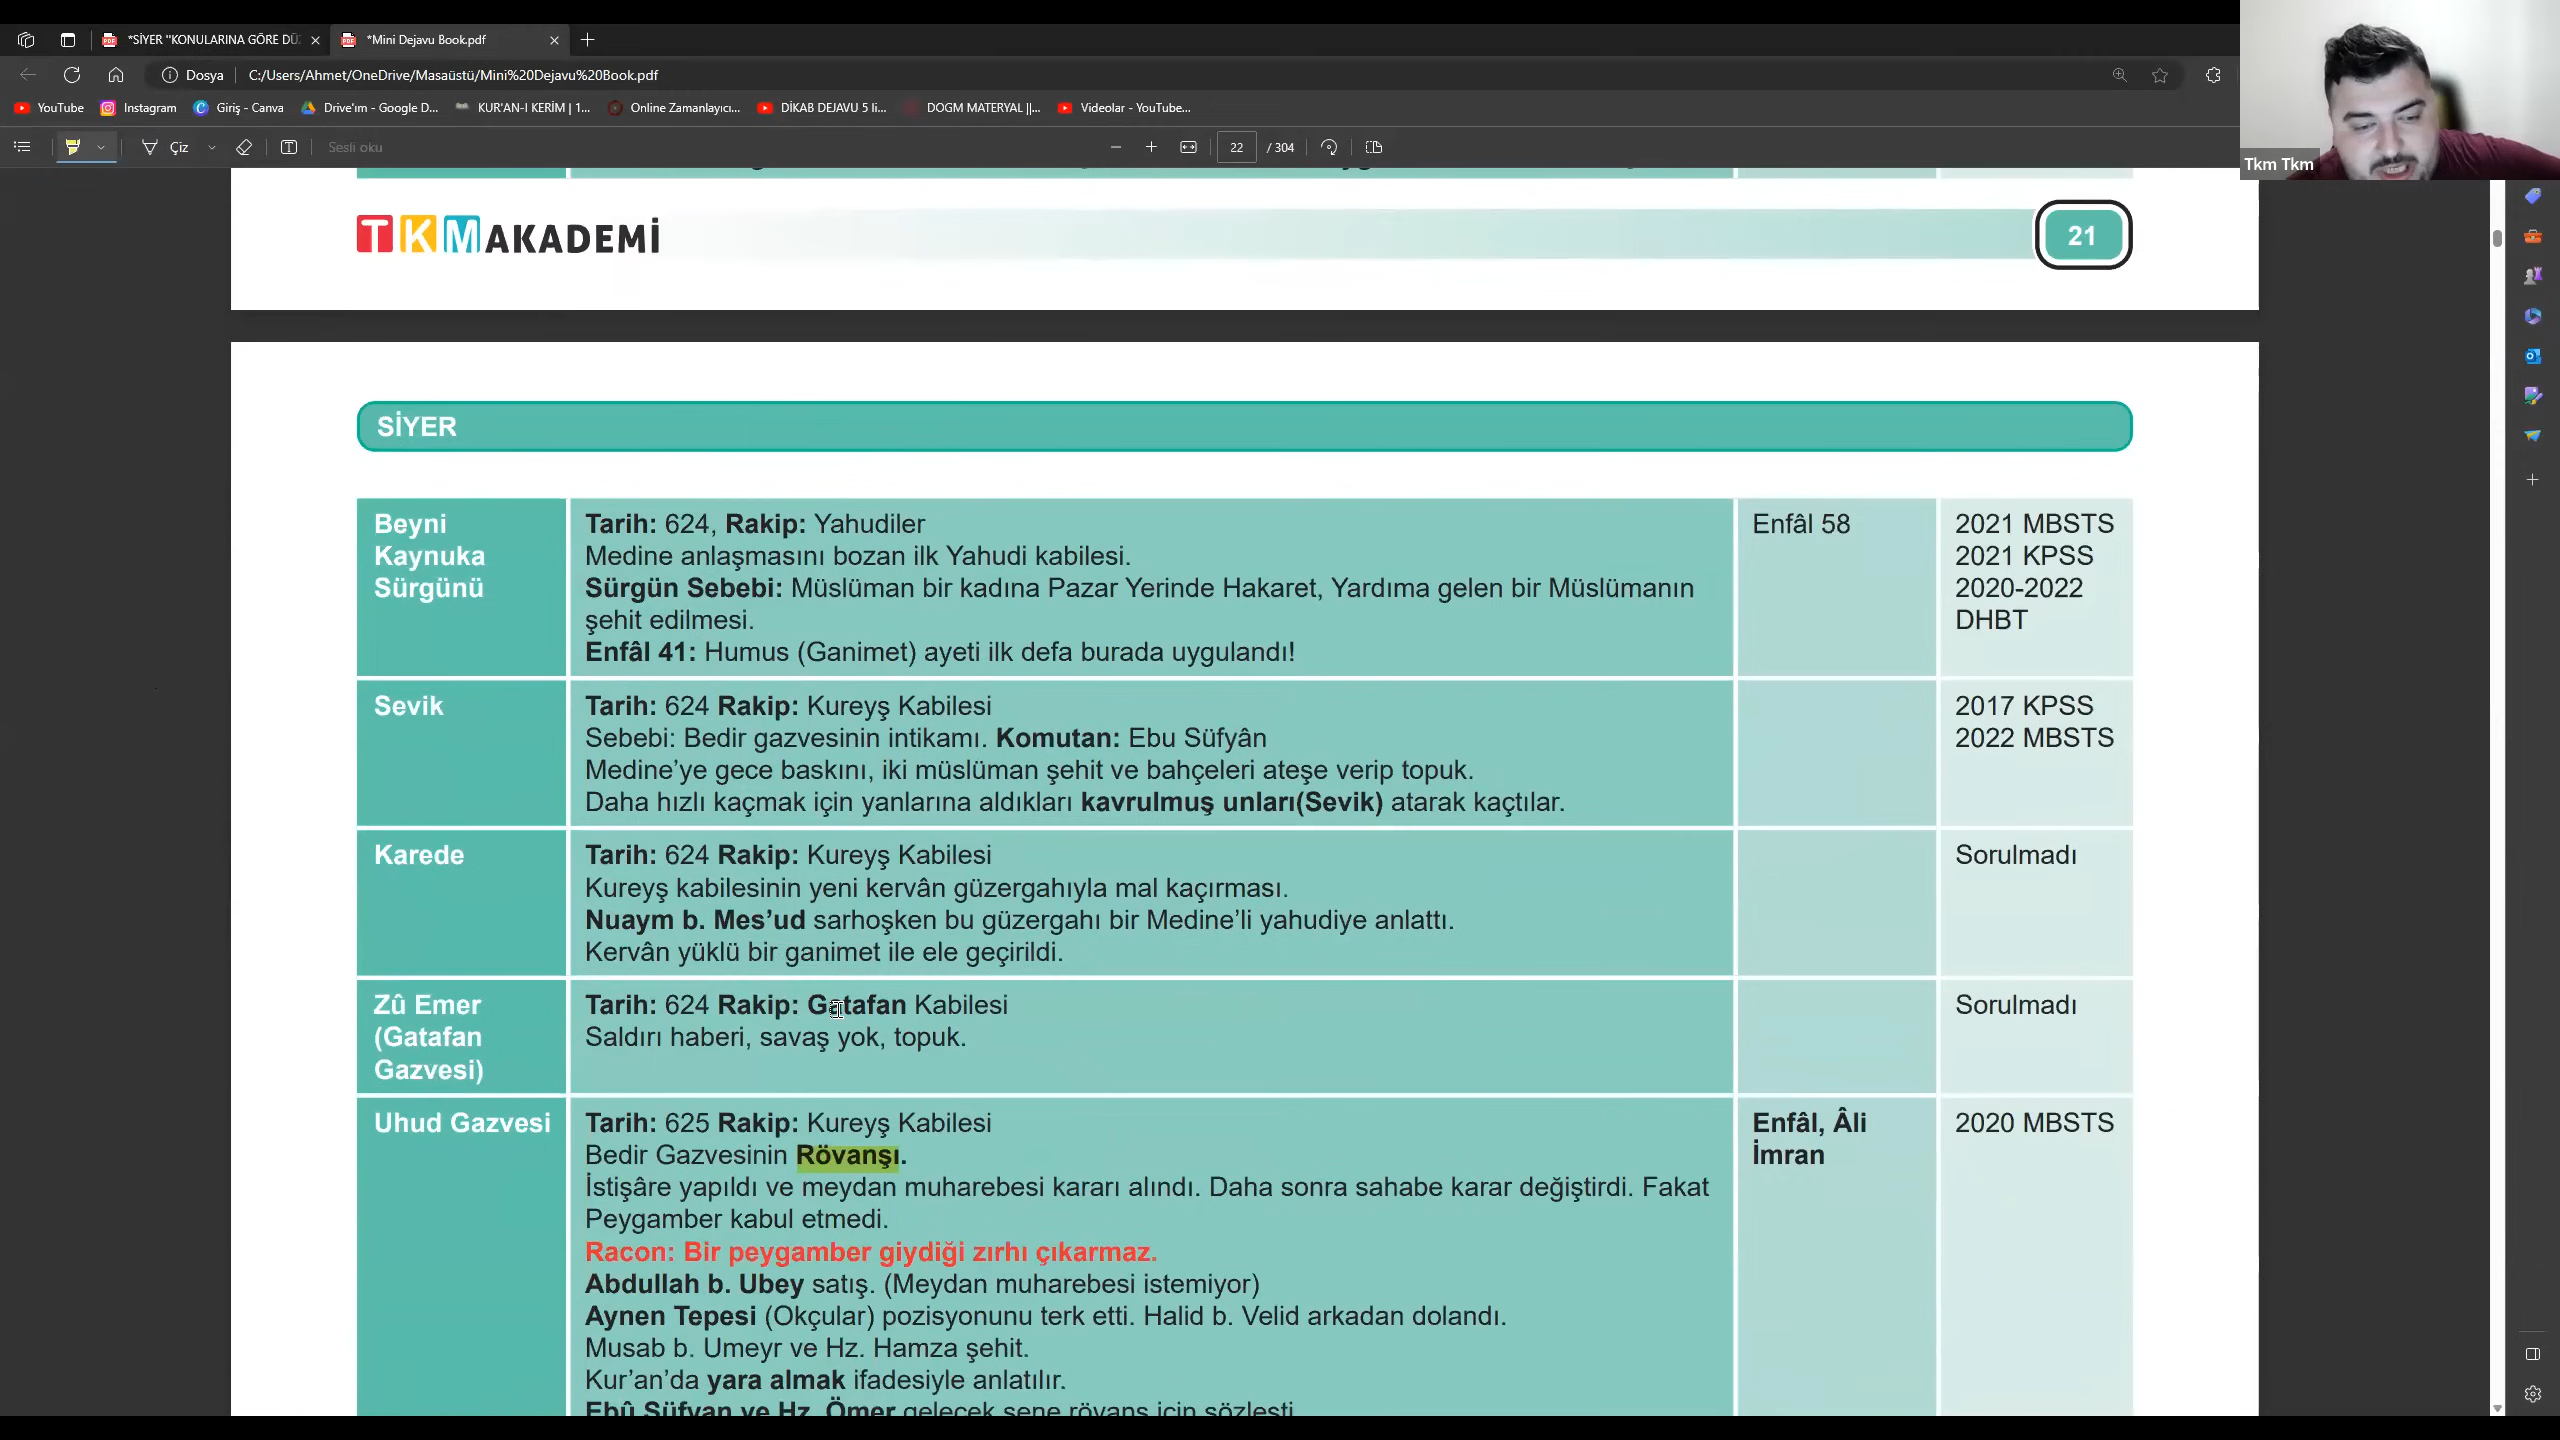 *SİYER "KONULARINA GÖRE DÜ
*Mini Dejavu Book.pdf
Dosya
C:/Users/Ahmet/OneDrive/Masaüstü/Mini%20Dejavu%20Book.pdf
YouTube
Instagram
Giriş - Canva
Drive'ım - Google D...
KUR'AN-I KERİM | 1...
Online Zamanlayıcı...
DİKAB DEJAVU 5 li...
DOGM MATERYAL ||...
Videolar - YouTube...
Çiz
Sesli oku
22 / 304
Tkm Tkm
TKM AKADEMİ
21
SİYER
Beyni
Kaynuka
Sürgünü
Tarih: 624, Rakip: Yahudiler
Medine anlaşmasını bozan ilk Yahudi kabilesi.
Sürgün Sebebi: Müslüman bir kadına Pazar Yerinde Hakaret, Yardıma gelen bir Müslümanın
şehit edilmesi.
Enfâl 41: Humus (Ganimet) ayeti ilk defa burada uygulandı!
Enfâl 58
2021 MBSTS
2021 KPSS
2020-2022
DHBT
Sevik
Tarih: 624 Rakip: Kureyş Kabilesi
Sebebi: Bedir gazvesinin intikamı. Komutan: Ebu Süfyân
Medine’ye gece baskını, iki müslüman şehit ve bahçeleri ateşe verip topuk.
Daha hızlı kaçmak için yanlarına aldıkları kavrulmuş unları(Sevik) atarak kaçtılar.
2017 KPSS
2022 MBSTS
Karede
Tarih: 624 Rakip: Kureyş Kabilesi
Kureyş kabilesinin yeni kervân güzergahıyla mal kaçırması.
Nuaym b. Mes’ud sarhoşken bu güzergahı bir Medine’li yahudiye anlattı.
Kervân yüklü bir ganimet ile ele geçirildi.
Sorulmadı
Zû Emer
(Gatafan
Gazvesi)
Tarih: 624 Rakip: Gatafan Kabilesi
Saldırı haberi, savaş yok, topuk.
Sorulmadı
Uhud Gazvesi
Tarih: 625 Rakip: Kureyş Kabilesi
Bedir Gazvesinin Rövanşı.
İstişâre yapıldı ve meydan muharebesi kararı alındı. Daha sonra sahabe karar değiştirdi. Fakat
Peygamber kabul etmedi.
Racon: Bir peygamber giydiği zırhı çıkarmaz.
Abdullah b. Ubey satış. (Meydan muharebesi istemiyor)
Aynen Tepesi (Okçular) pozisyonunu terk etti. Halid b. Velid arkadan dolandı.
Musab b. Umeyr ve Hz. Hamza şehit.
Kur’an’da yara almak ifadesiyle anlatılır.
Ebû Süfyan ve Hz. Ömer gelecek sene rövanş için sözleşti
Enfâl, Âli
İmran
2020 MBSTS